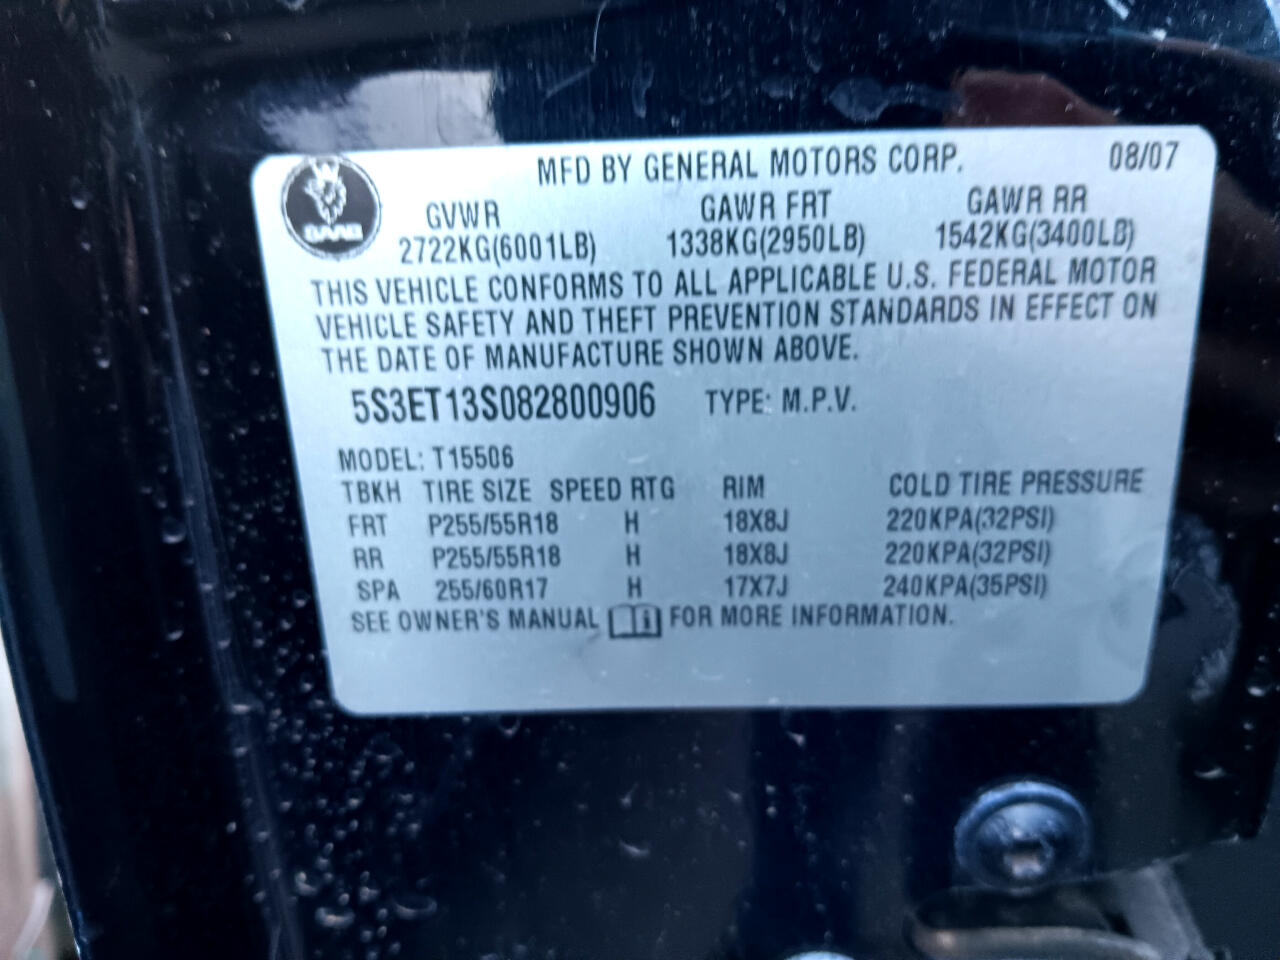 MFD BY GENERAL MOTORS CORP. 08/07
SAAB
GVWR GAWR FRT GAWR RR
2722KG(6001LB) 1338KG(2950LB) 1542KG(3400LB)
THIS VEHICLE CONFORMS TO ALL APPLICABLE U.S. FEDERAL MOTOR
VEHICLE SAFETY AND THEFT PREVENTION STANDARDS IN EFFECT ON
THE DATE OF MANUFACTURE SHOWN ABOVE.
5S3ET13S082800906 TYPE: M.P.V.
MODEL: T15506
TBKH TIRE SIZE SPEED RTG RIM COLD TIRE PRESSURE
FRT P255/55R18 H 18X8J 220KPA(32PSI)
RR P255/55R18 H 18X8J 220KPA(32PSI)
SPA 255/60R17 H 17X7J 240KPA(35PSI)
SEE OWNER'S MANUAL i FOR MORE INFORMATION.